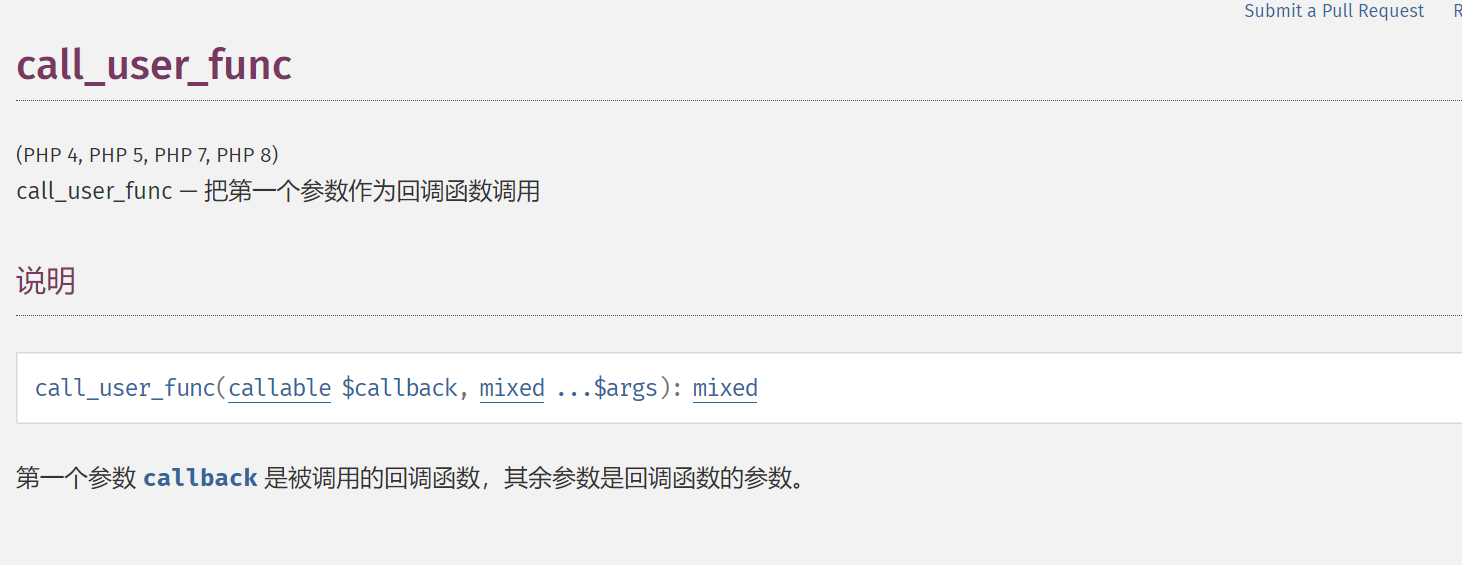 Submit a Pull Request R
call_user_func
(PHP 4, PHP 5, PHP 7, PHP 8)
call_user_func — 把第一个参数作为回调函数调用
说明
call_user_func(callable $callback, mixed ...$args): mixed
第一个参数 callback 是被调用的回调函数，其余参数是回调函数的参数。